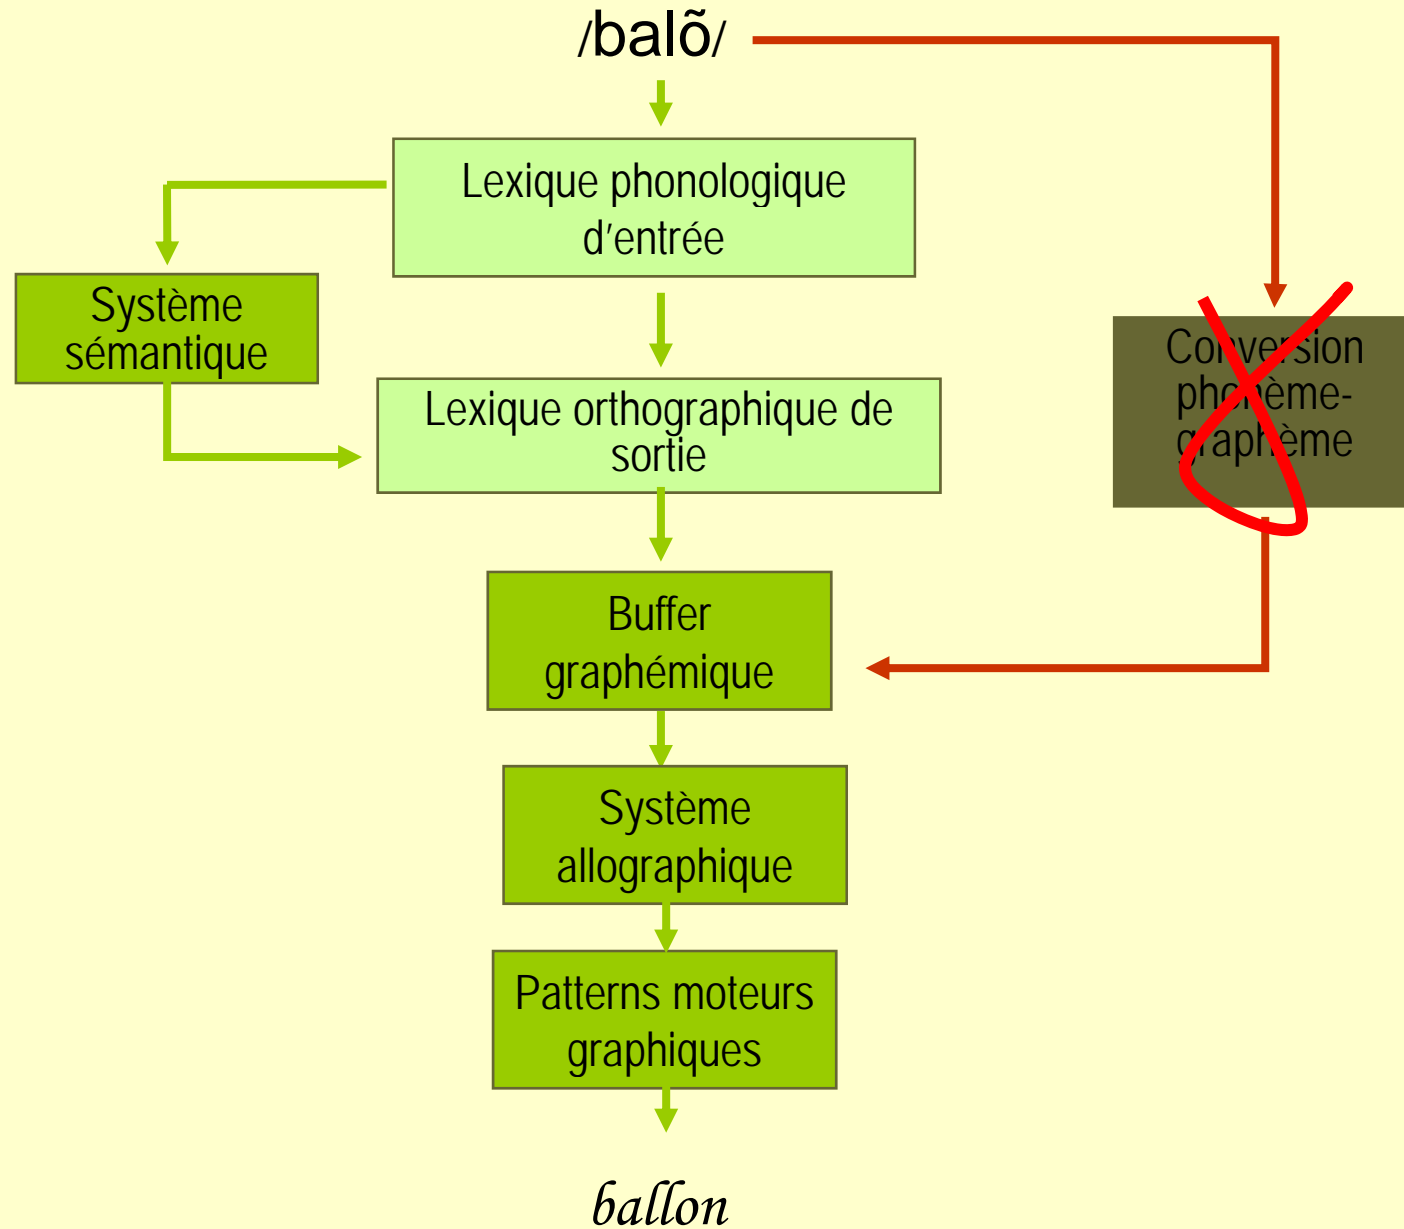 /balõ/
Lexique phonologique
d'entrée
Système
sémantique
Conversion
phonème-
graphème
Lexique orthographique de
sortie
Buffer
graphémique
Système
allographique
Patterns moteurs
graphiques
ballon